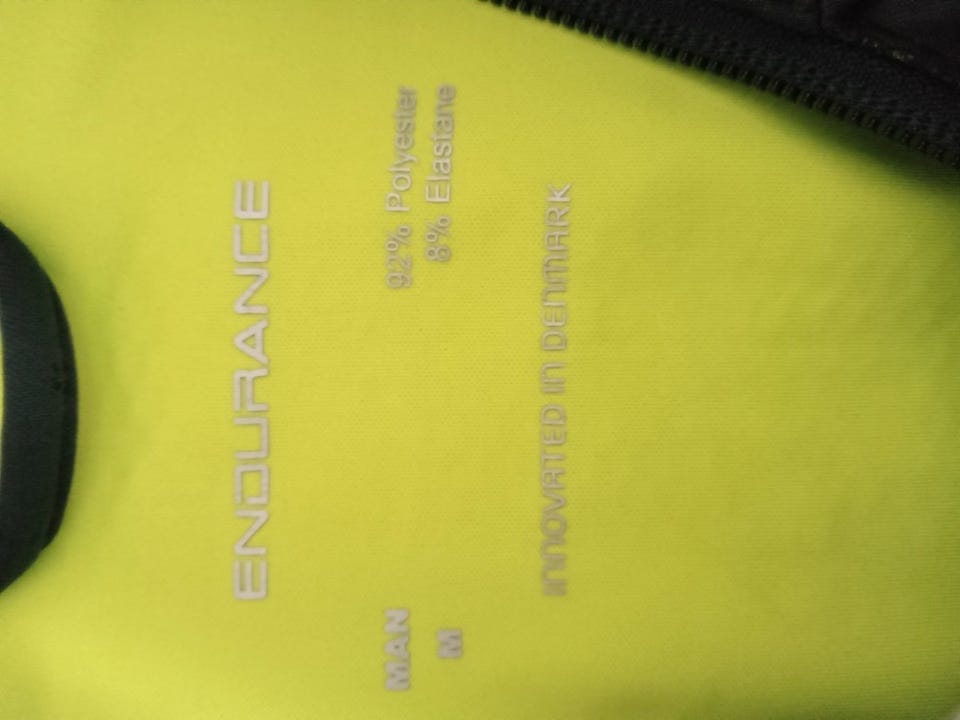 ENDURANCE
MAN 92% Polyester
M 8% Elastane
INNOVATED IN DENMARK